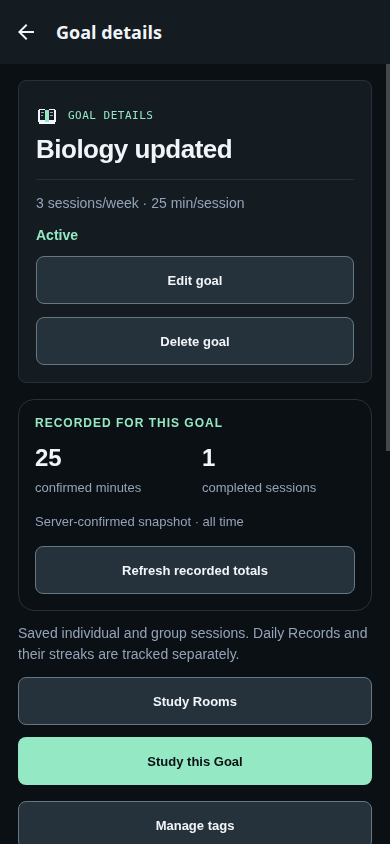 Goal details
GOAL DETAILS
Biology updated
3 sessions/week · 25 min/session
Active
Edit goal
Delete goal
RECORDED FOR THIS GOAL
25
confirmed minutes
1
completed sessions
Server-confirmed snapshot · all time
Refresh recorded totals
Saved individual and group sessions. Daily Records and
their streaks are tracked separately.
Study Rooms
Study this Goal
Manage tags